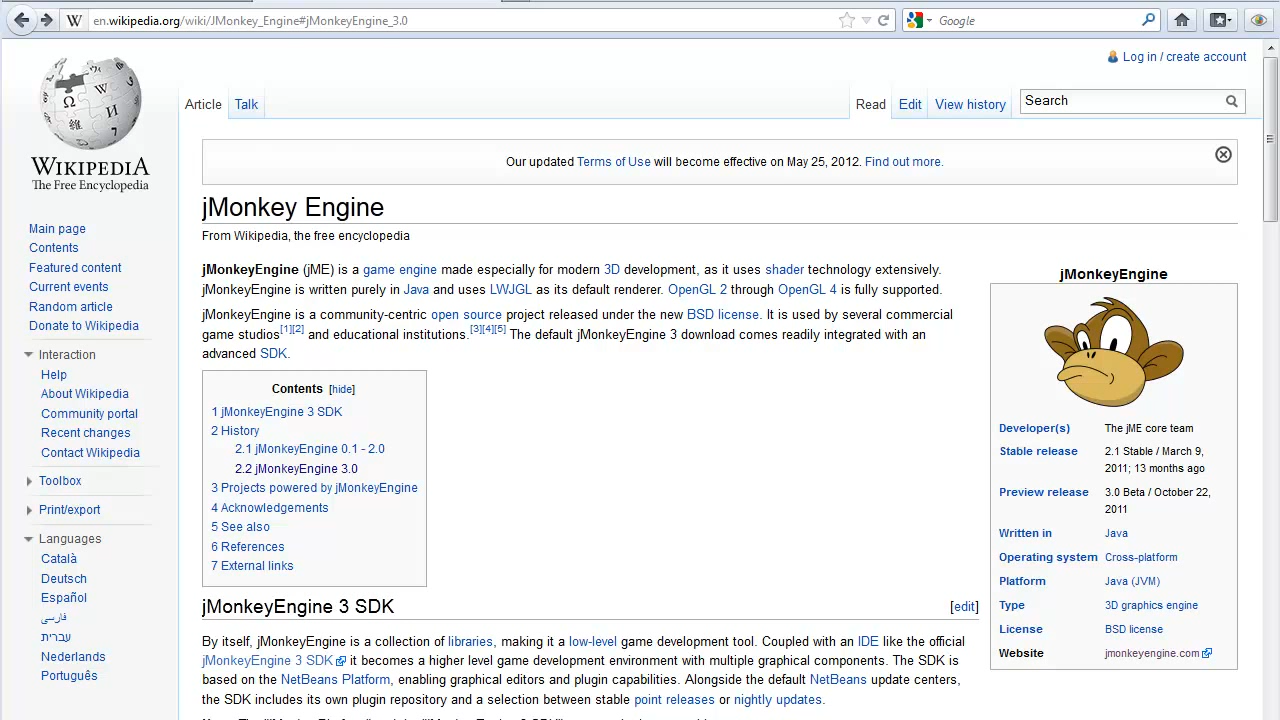 en.wikipedia.org/wiki/JMonkey_Engine#jMonkeyEngine_3.0
Google
Log in / create account
Article
Talk
Read
Edit
View history
Search
WIKIPEDIA
The Free Encyclopedia
Our updated Terms of Use will become effective on May 25, 2012. Find out more.
jMonkey Engine
From Wikipedia, the free encyclopedia
Main page
Contents
Featured content
Current events
Random article
Donate to Wikipedia
Interaction
Help
About Wikipedia
Community portal
Recent changes
Contact Wikipedia
Toolbox
Print/export
Languages
Català
Deutsch
Español
فارسی
עברית
Nederlands
Português
jMonkeyEngine (jME) is a game engine made especially for modern 3D development, as it uses shader technology extensively.
jMonkeyEngine is written purely in Java and uses LWJGL as its default renderer. OpenGL 2 through OpenGL 4 is fully supported.
jMonkeyEngine is a community-centric open source project released under the new BSD license. It is used by several commercial
game studios[1][2] and educational institutions.[3][4][5] The default jMonkeyEngine 3 download comes readily integrated with an
advanced SDK.
Contents [hide]
1 jMonkeyEngine 3 SDK
2 History
2.1 jMonkeyEngine 0.1 - 2.0
2.2 jMonkeyEngine 3.0
3 Projects powered by jMonkeyEngine
4 Acknowledgements
5 See also
6 References
7 External links
jMonkeyEngine
Developer(s) The jME core team
Stable release 2.1 Stable / March 9,
2011; 13 months ago
Preview release 3.0 Beta / October 22,
2011
Written in Java
Operating system Cross-platform
Platform Java (JVM)
Type 3D graphics engine
License BSD license
Website jmonkeyengine.com
jMonkeyEngine 3 SDK [edit]
By itself, jMonkeyEngine is a collection of libraries, making it a low-level game development tool. Coupled with an IDE like the official
jMonkeyEngine 3 SDK it becomes a higher level game development environment with multiple graphical components. The SDK is
based on the NetBeans Platform, enabling graphical editors and plugin capabilities. Alongside the default NetBeans update centers,
the SDK includes its own plugin repository and a selection between stable point releases or nightly updates.